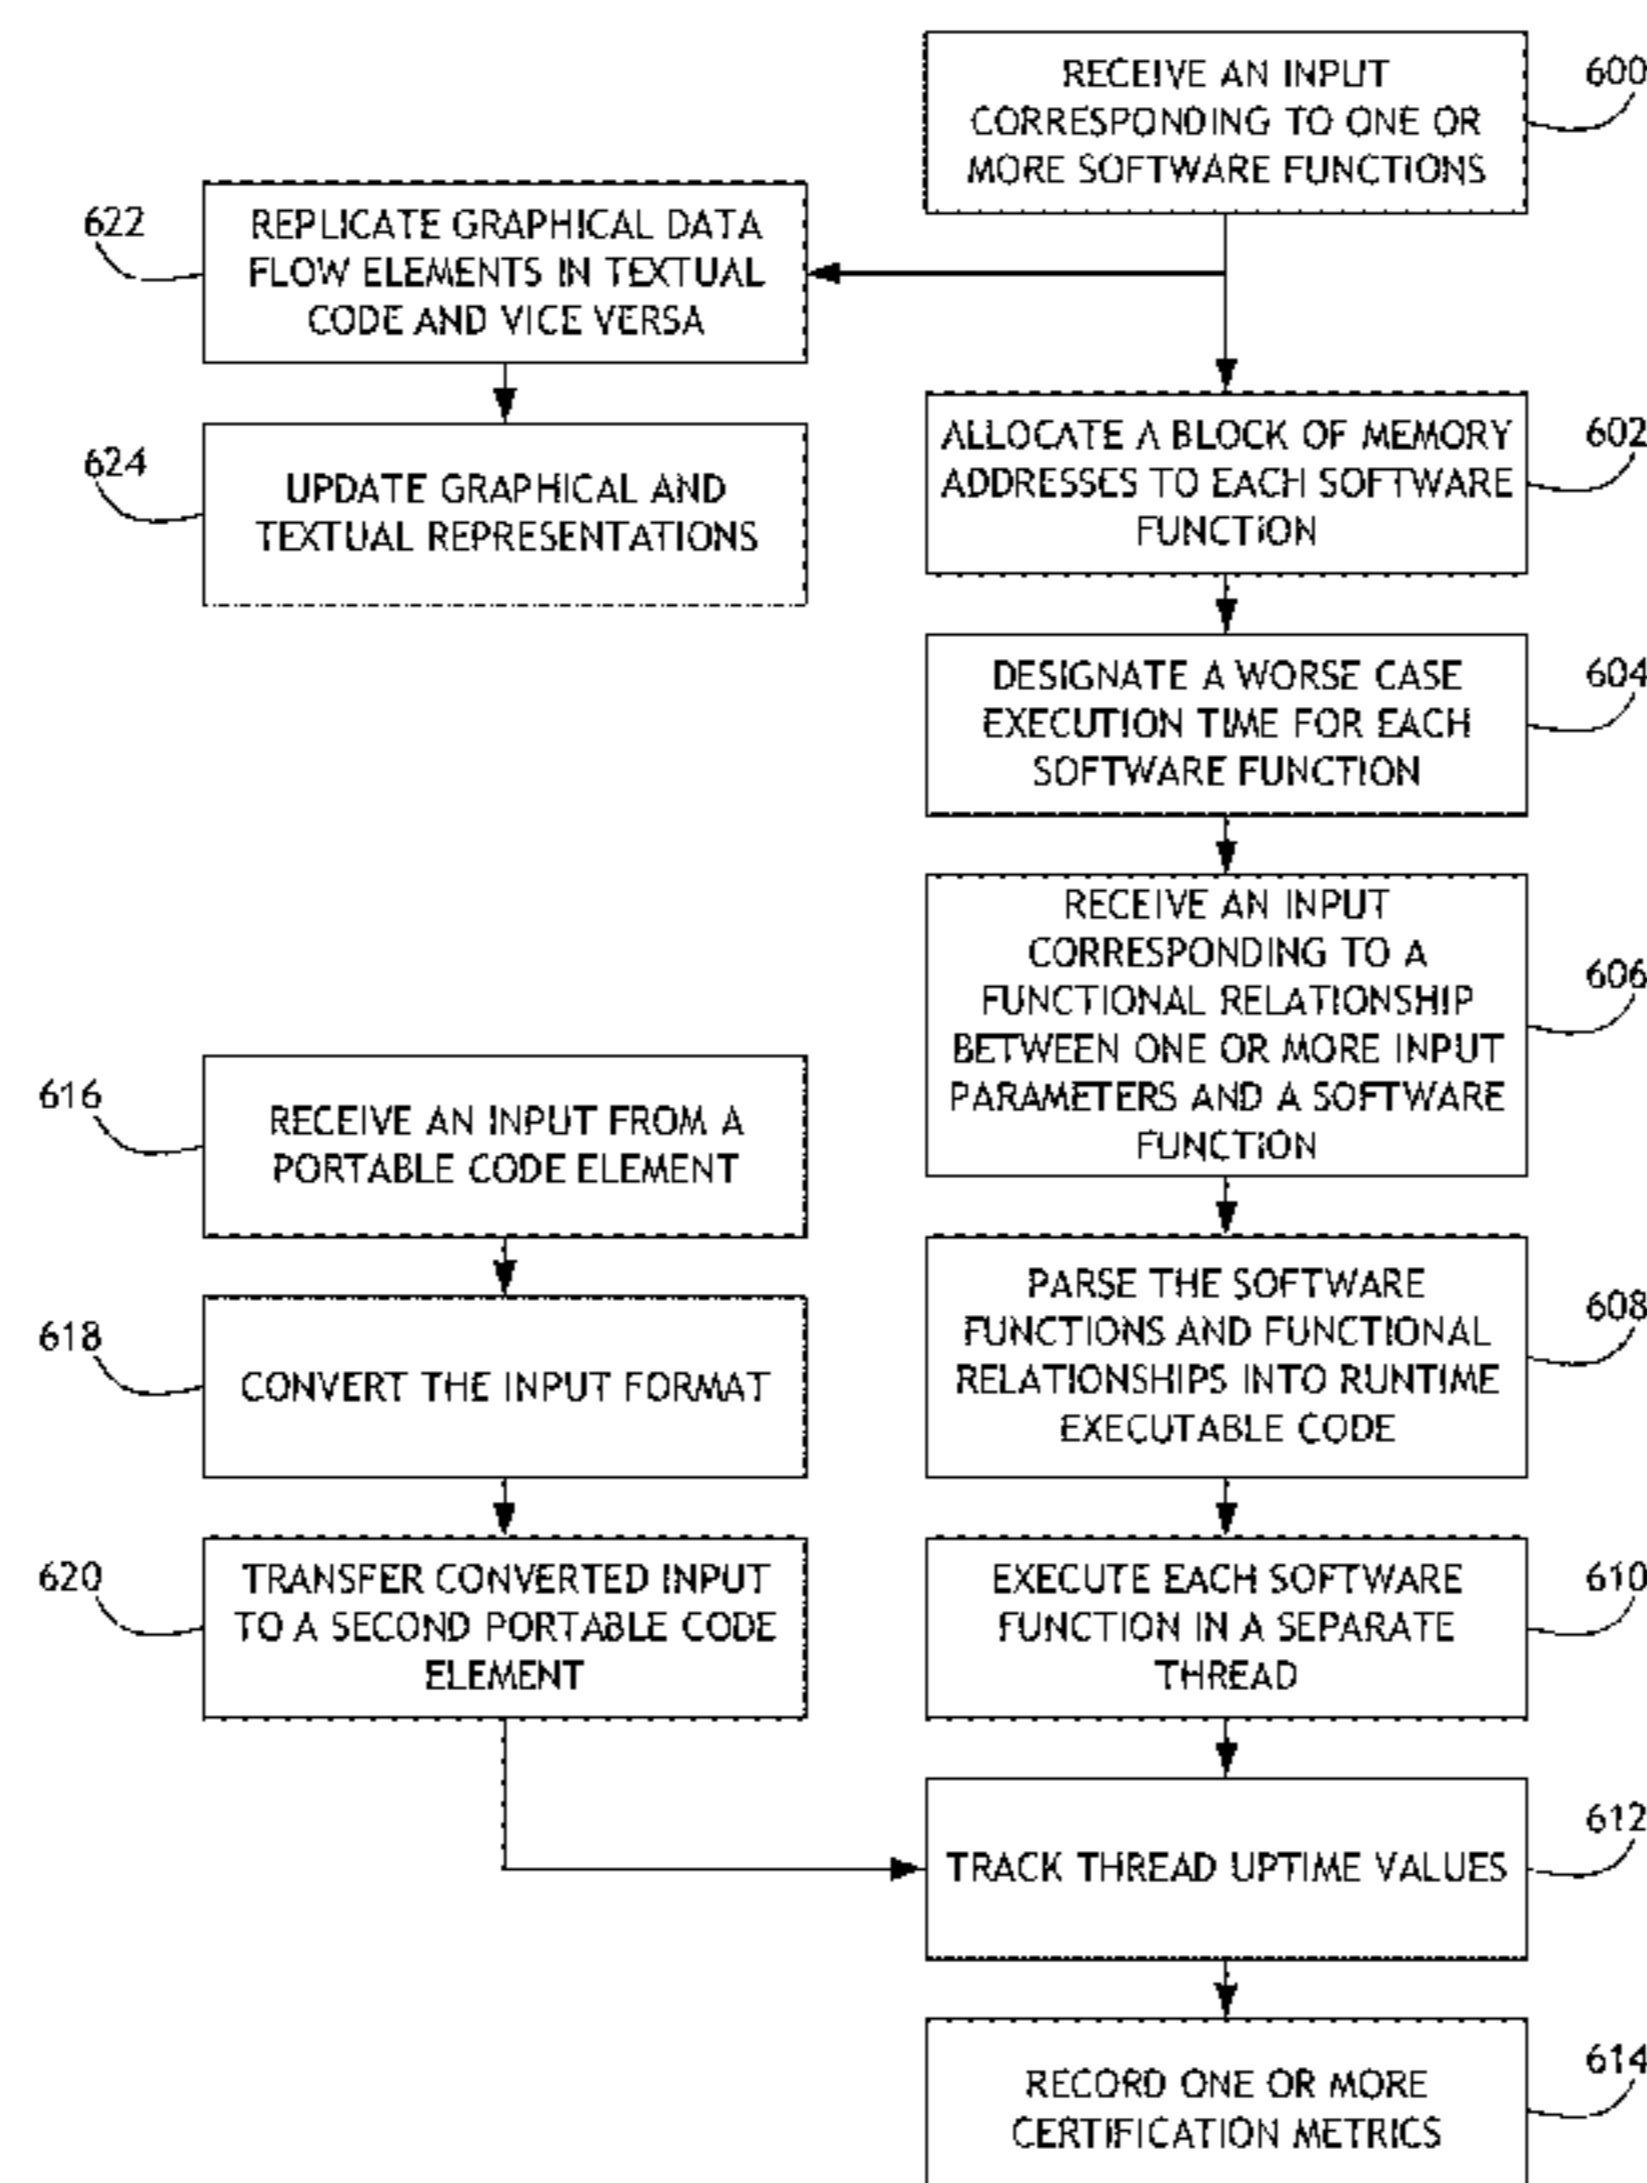 RECEIVE AN INPUT
CORRESPONDING TO ONE OR
MORE SOFTWARE FUNCTIONS
600
622
REPLICATE GRAPHICAL DATA
FLOW ELEMENTS IN TEXTUAL
CODE AND VICE VERSA
624
UPDATE GRAPHICAL AND
TEXTUAL REPRESENTATIONS
ALLOCATE A BLOCK OF MEMORY
ADDRESSES TO EACH SOFTWARE
FUNCTION
602
DESIGNATE A WORSE CASE
EXECUTION TIME FOR EACH
SOFTWARE FUNCTION
604
RECEIVE AN INPUT
CORRESPONDING TO A
FUNCTIONAL RELATIONSHIP
BETWEEN ONE OR MORE INPUT
PARAMETERS AND A SOFTWARE
FUNCTION
606
616
RECEIVE AN INPUT FROM A
PORTABLE CODE ELEMENT
618
CONVERT THE INPUT FORMAT
620
TRANSFER CONVERTED INPUT
TO A SECOND PORTABLE CODE
ELEMENT
PARSE THE SOFTWARE
FUNCTIONS AND FUNCTIONAL
RELATIONSHIPS INTO RUNTIME
EXECUTABLE CODE
608
EXECUTE EACH SOFTWARE
FUNCTION IN A SEPARATE
THREAD
610
TRACK THREAD UPTIME VALUES
612
RECORD ONE OR MORE
CERTIFICATION METRICS
614